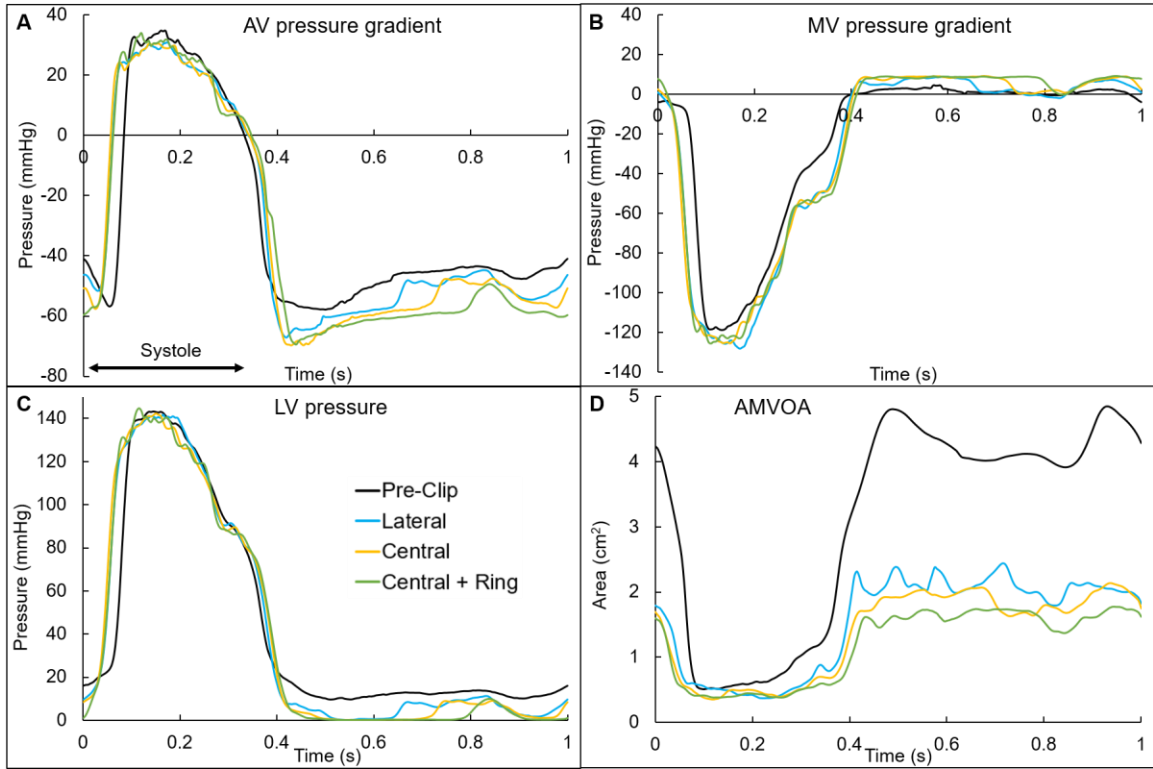 A
AV pressure gradient
Pressure (mmHg)
40
20
0
-20
-40
-60
-80
0
0.2
0.4
0.6
0.8
1
Systole
Time (s)
B
MV pressure gradient
Pressure (mmHg)
40
20
0
-20
-40
-60
-80
-100
-120
-140
0
0.2
0.4
0.6
0.8
1
Time (s)
C
LV pressure
Pressure (mmHg)
140
120
100
80
60
40
20
0
0
0.2
0.4
0.6
0.8
1
Time (s)
Pre-Clip
Lateral
Central
Central + Ring
D
AMVOA
Area (cm²)
5
4
3
2
1
0
0
0.2
0.4
0.6
0.8
1
Time (s)